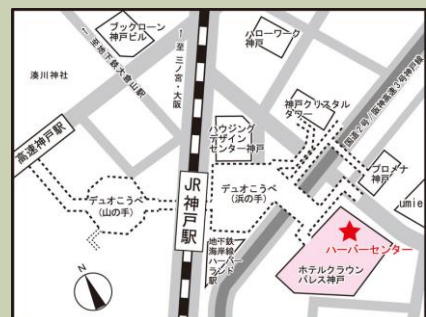 ブックローン
神戸ビル
↑至地下鉄大倉山駅
↑至三ノ宮・大阪
ハローワーク
神戸
湊川神社
高速神戸駅
神戸クリスタル
タワー
国道2号/阪神高速3号神戸線
ハウジング
デザイン
センター神戸
プロメナ
神戸
umie
デュオこうべ
(山の手)
JR神戸駅
デュオこうべ
(浜の手)
地下鉄
海岸線
ハーバー
ランド
駅
ハーバーセンター
ホテルクラウン
パレス神戸
N